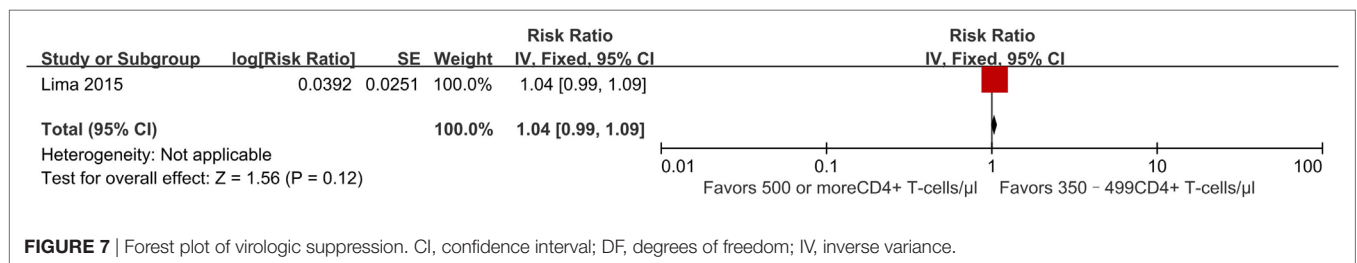 Risk Ratio Risk Ratio
Study or Subgroup log[Risk Ratio] SE Weight IV, Fixed, 95% CI IV, Fixed, 95% CI
Lima 2015 0.0392 0.0251 100.0% 1.04 [0.99, 1.09]
Total (95% CI) 100.0% 1.04 [0.99, 1.09]
Heterogeneity: Not applicable
Test for overall effect: Z = 1.56 (P = 0.12)
0.01 0.1 1 10 100
Favors 500 or moreCD4+ T-cells/µl Favors 350 - 499CD4+ T-cells/µl
FIGURE 7 | Forest plot of virologic suppression. CI, confidence interval; DF, degrees of freedom; IV, inverse variance.